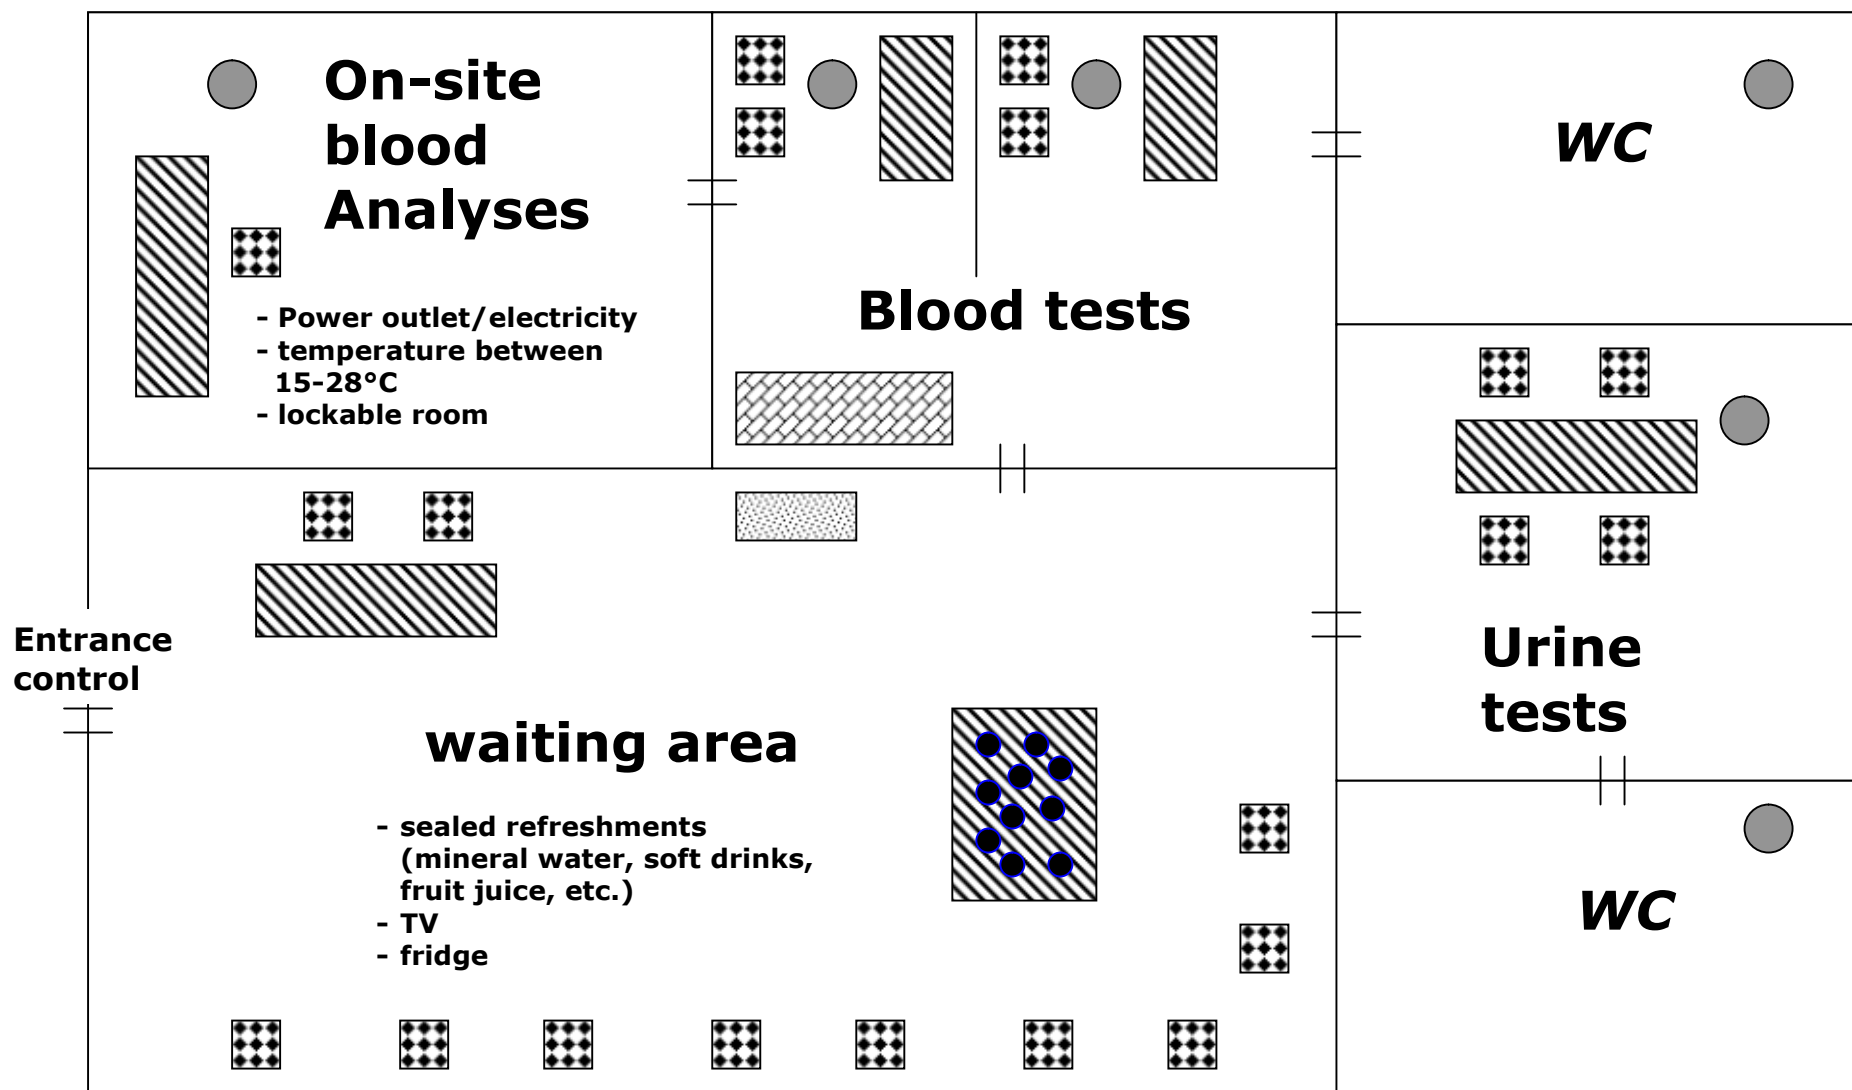 On-site
blood
Analyses
- Power outlet/electricity
- temperature between
15-28°C
- lockable room
Blood tests
WC
Entrance
control
waiting area
- sealed refreshments
(mineral water, soft drinks,
fruit juice, etc.)
- TV
- fridge
Urine
tests
WC